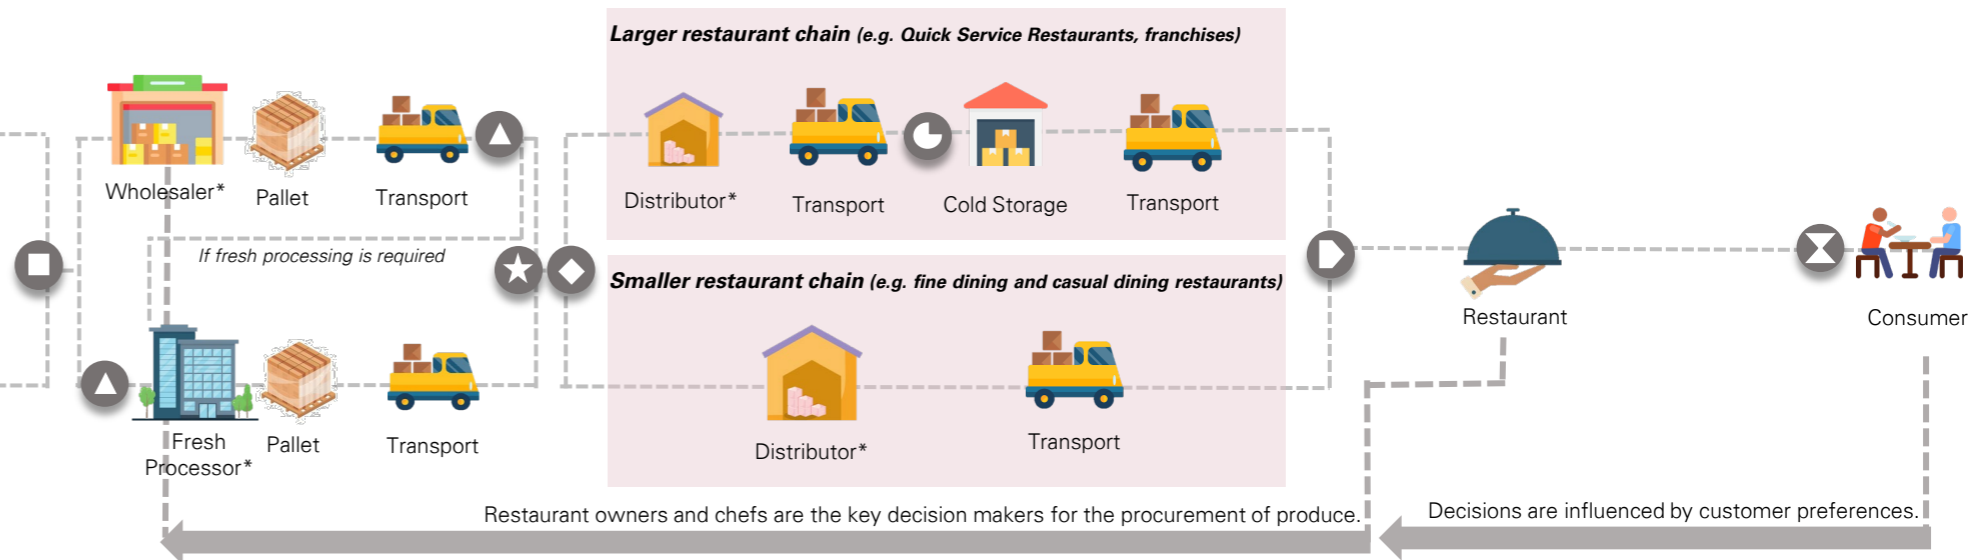 Larger restaurant chain (e.g. Quick Service Restaurants, franchises)
Wholesaler*
Pallet
Transport
Distributor*
Transport
Cold Storage
Transport
If fresh processing is required
Smaller restaurant chain (e.g. fine dining and casual dining restaurants)
Restaurant
Consumer
Fresh
Processor*
Pallet
Transport
Distributor*
Transport
Restaurant owners and chefs are the key decision makers for the procurement of produce.
Decisions are influenced by customer preferences.